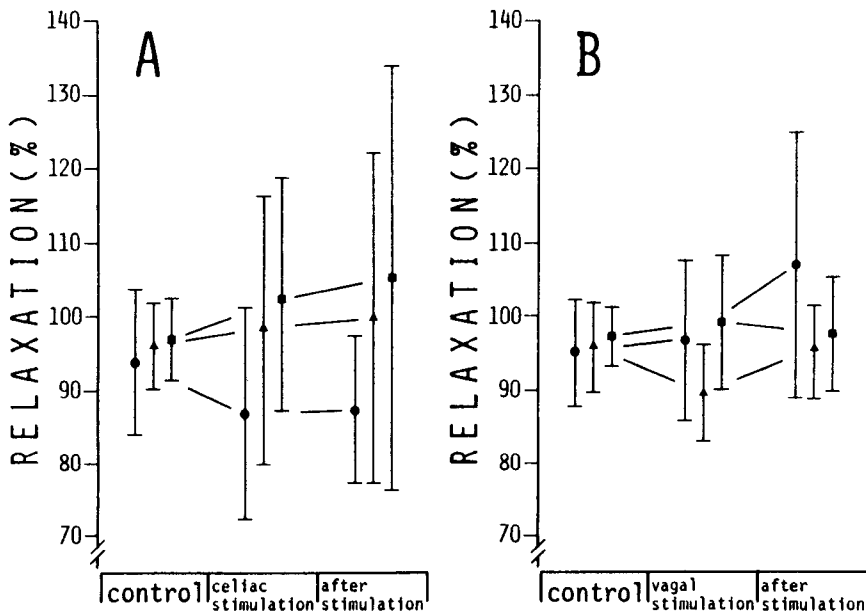 A
RELAXATION (%)
140
130
120
110
100
90
80
70
control
celiac stimulation
after stimulation
B
RELAXATION (%)
140
130
120
110
100
90
80
70
control
vagal stimulation
after stimulation